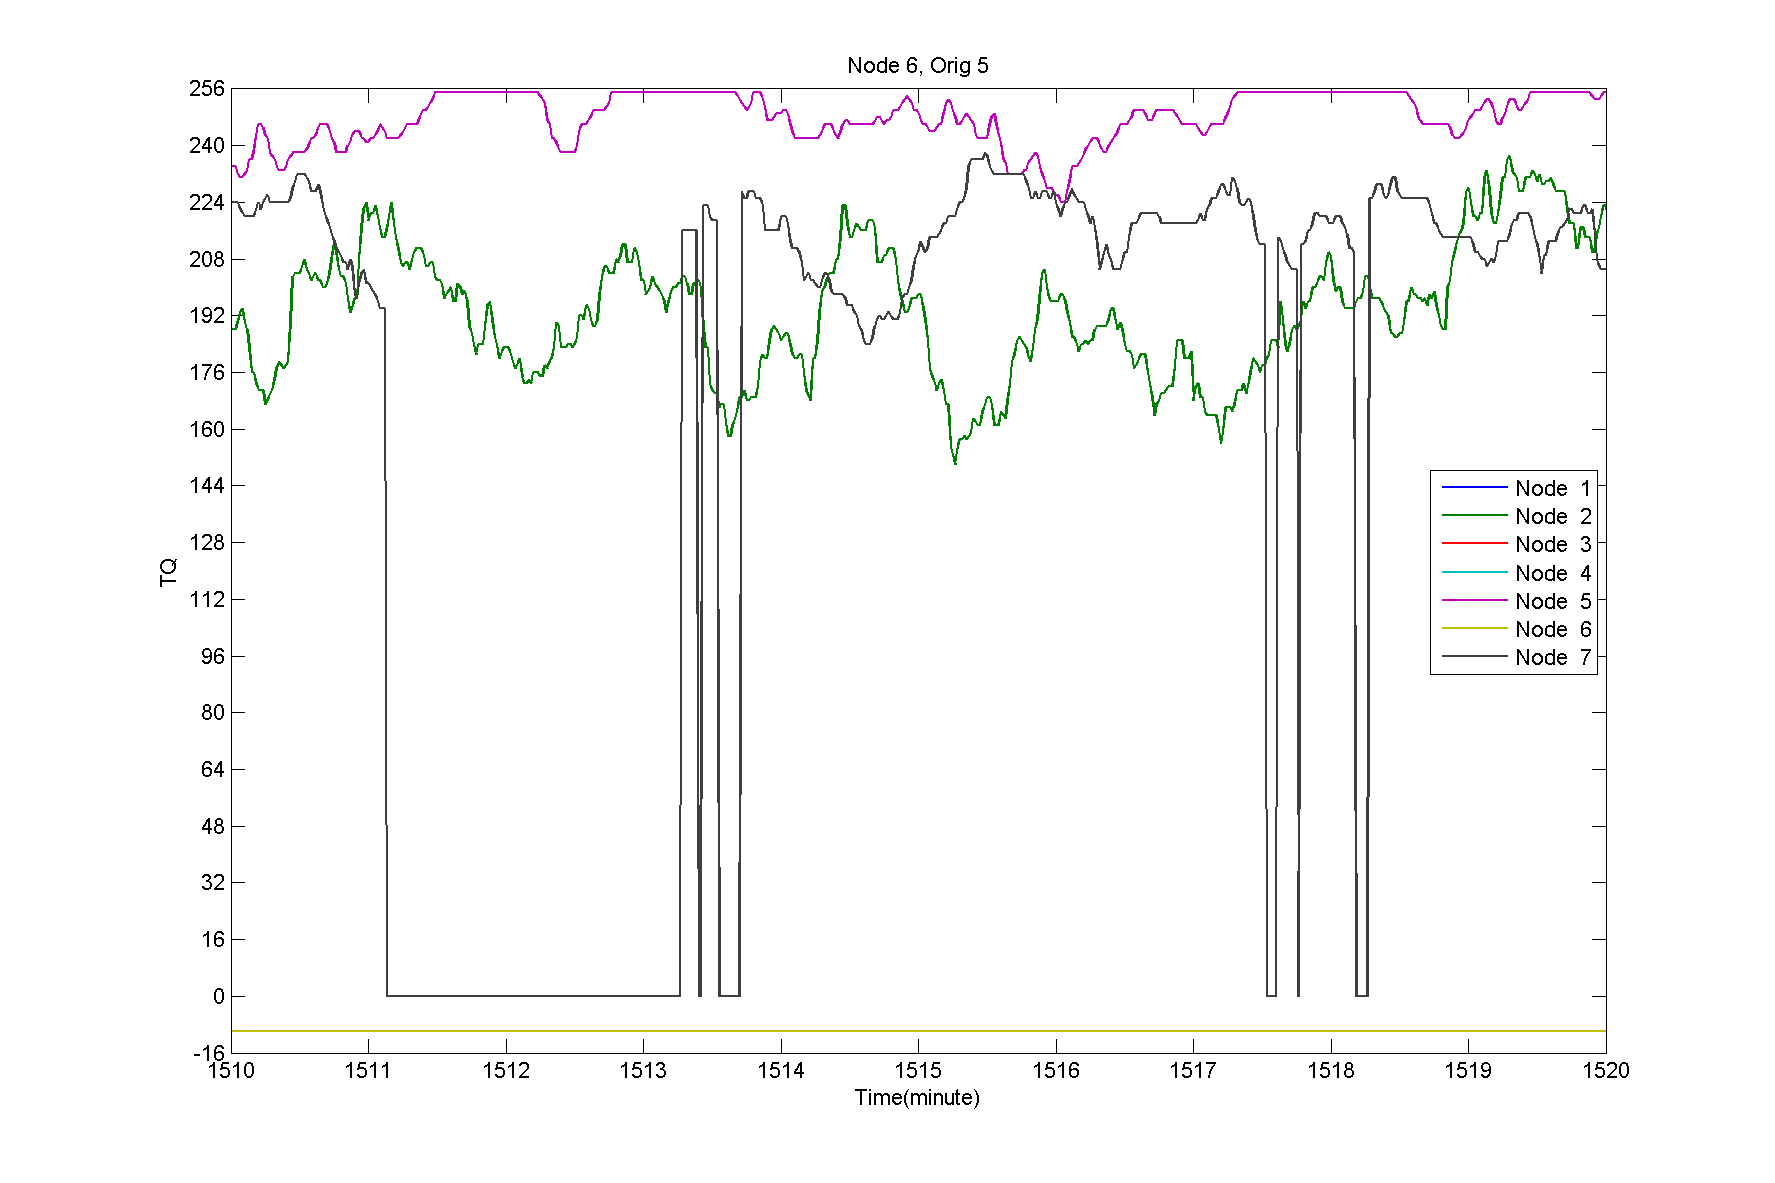 Node 6, Orig 5
256
240
224
208
192
176
160
144
128
112
96
80
64
48
32
16
0
-16
TQ
Node 1
Node 2
Node 3
Node 4
Node 5
Node 6
Node 7
1510 1511 1512 1513 1514 1515 1516 1517 1518 1519 1520
Time(minute)